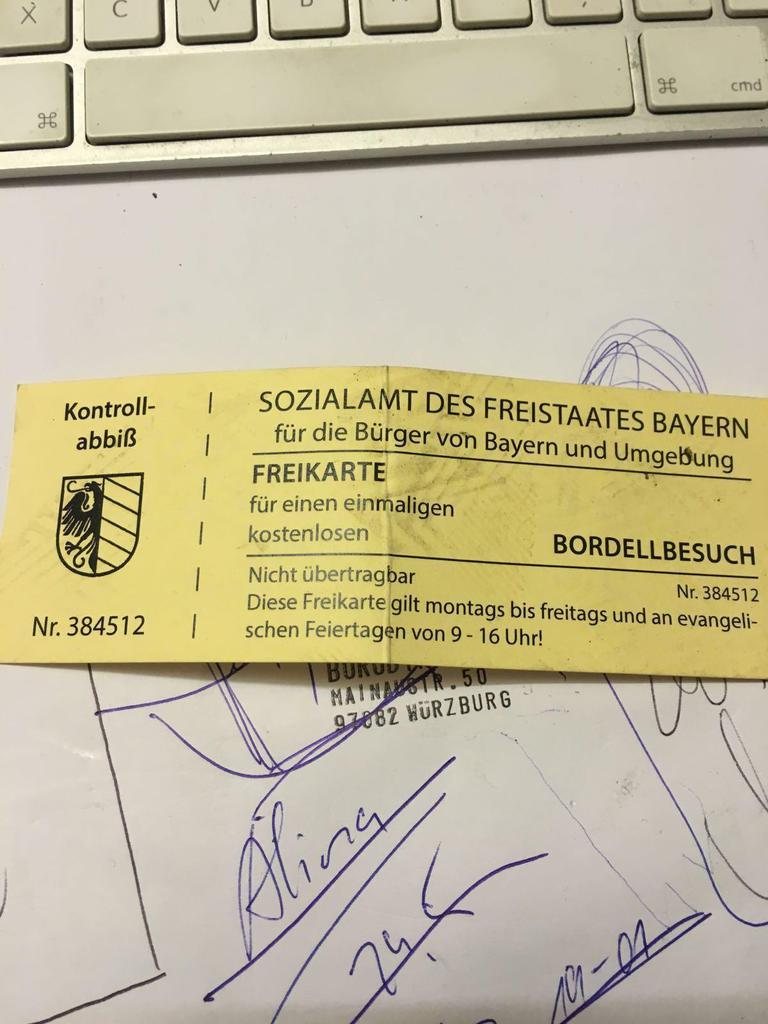 X C V B
⌘ ⌘ cmd
Kontroll-
abbiß
Nr. 384512
SOZIALAMT DES FREISTAATES BAYERN
für die Bürger von Bayern und Umgebung
FREIKARTE
für einen einmaligen
kostenlosen
BORDELLBESUCH
Nicht übertragbar
Nr. 384512
Diese Freikarte gilt montags bis freitags und an evangeli-
schen Feiertagen von 9 - 16 Uhr!
MAINAUSTR.50
97082 WÜRZBURG